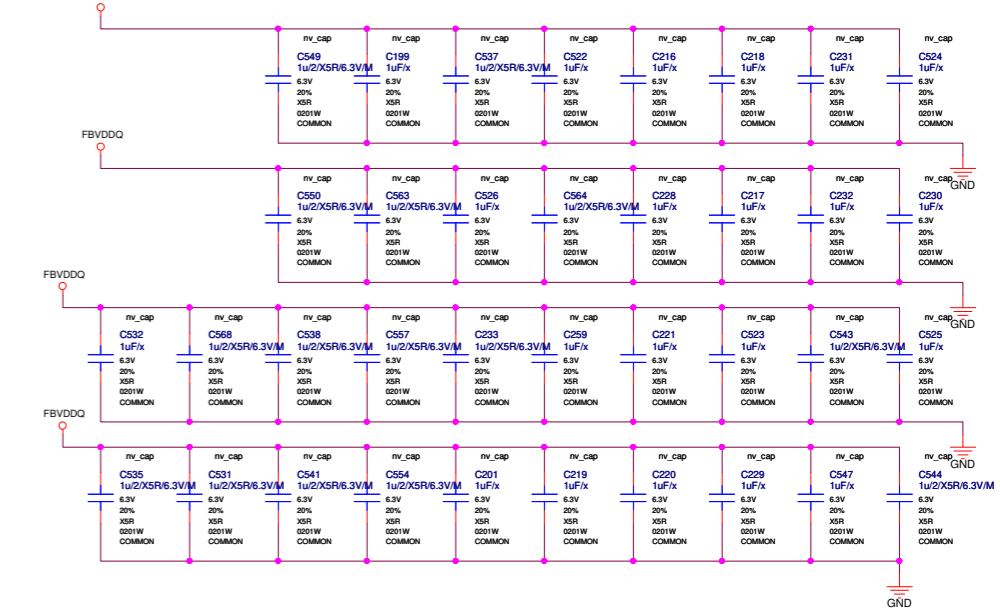 nv_cap nv_cap nv_cap nv_cap nv_cap nv_cap nv_cap nv_cap
C549 C199 C537 C522 C216 C218 C231 C524
1u/2/X5R/6.3V/M 1uF/x 1u/2/X5R/6.3V/M 1uF/x 1uF/x 1uF/x 1uF/x 1uF/x
6.3V 6.3V 6.3V 6.3V 6.3V 6.3V 6.3V 6.3V
20% 20% 20% 20% 20% 20% 20% 20%
X5R X5R X5R X5R X5R X5R X5R X5R
0201W 0201W 0201W 0201W 0201W 0201W 0201W 0201W
COMMON COMMON COMMON COMMON COMMON COMMON COMMON COMMON
FBVDDQ
nv_cap nv_cap nv_cap nv_cap nv_cap nv_cap nv_cap nv_cap
GND
C550 C563 C526 C564 C228 C217 C232 C230
1u/2/X5R/6.3V/M 1u/2/X5R/6.3V/M 1uF/x 1u/2/X5R/6.3V/M 1uF/x 1uF/x 1uF/x 1uF/x
6.3V 6.3V 6.3V 6.3V 6.3V 6.3V 6.3V 6.3V
20% 20% 20% 20% 20% 20% 20% 20%
X5R X5R X5R X5R X5R X5R X5R X5R
0201W 0201W 0201W 0201W 0201W 0201W 0201W 0201W
COMMON COMMON COMMON COMMON COMMON COMMON COMMON COMMON
FBVDDQ
nv_cap nv_cap nv_cap nv_cap nv_cap nv_cap nv_cap nv_cap nv_cap nv_cap
GND
C532 C568 C538 C557 C233 C259 C221 C523 C543 C525
1uF/x 1u/2/X5R/6.3V/M 1u/2/X5R/6.3V/M 1u/2/X5R/6.3V/M 1u/2/X5R/6.3V/M 1uF/x 1uF/x 1uF/x 1u/2/X5R/6.3V/M 1uF/x
6.3V 6.3V 6.3V 6.3V 6.3V 6.3V 6.3V 6.3V 6.3V 6.3V
20% 20% 20% 20% 20% 20% 20% 20% 20% 20%
X5R X5R X5R X5R X5R X5R X5R X5R X5R X5R
0201W 0201W 0201W 0201W 0201W 0201W 0201W 0201W 0201W 0201W
COMMON COMMON COMMON COMMON COMMON COMMON COMMON COMMON COMMON COMMON
FBVDDQ
nv_cap nv_cap nv_cap nv_cap nv_cap nv_cap nv_cap nv_cap nv_cap nv_cap
GND
C535 C531 C541 C554 C201 C219 C220 C229 C547 C544
1u/2/X5R/6.3V/M 1u/2/X5R/6.3V/M 1u/2/X5R/6.3V/M 1u/2/X5R/6.3V/M 1uF/x 1uF/x 1uF/x 1uF/x 1uF/x 1u/2/X5R/6.3V/M
6.3V 6.3V 6.3V 6.3V 6.3V 6.3V 6.3V 6.3V 6.3V 6.3V
20% 20% 20% 20% 20% 20% 20% 20% 20% 20%
X5R X5R X5R X5R X5R X5R X5R X5R X5R X5R
0201W 0201W 0201W 0201W 0201W 0201W 0201W 0201W 0201W 0201W
COMMON COMMON COMMON COMMON COMMON COMMON COMMON COMMON COMMON COMMON
GND